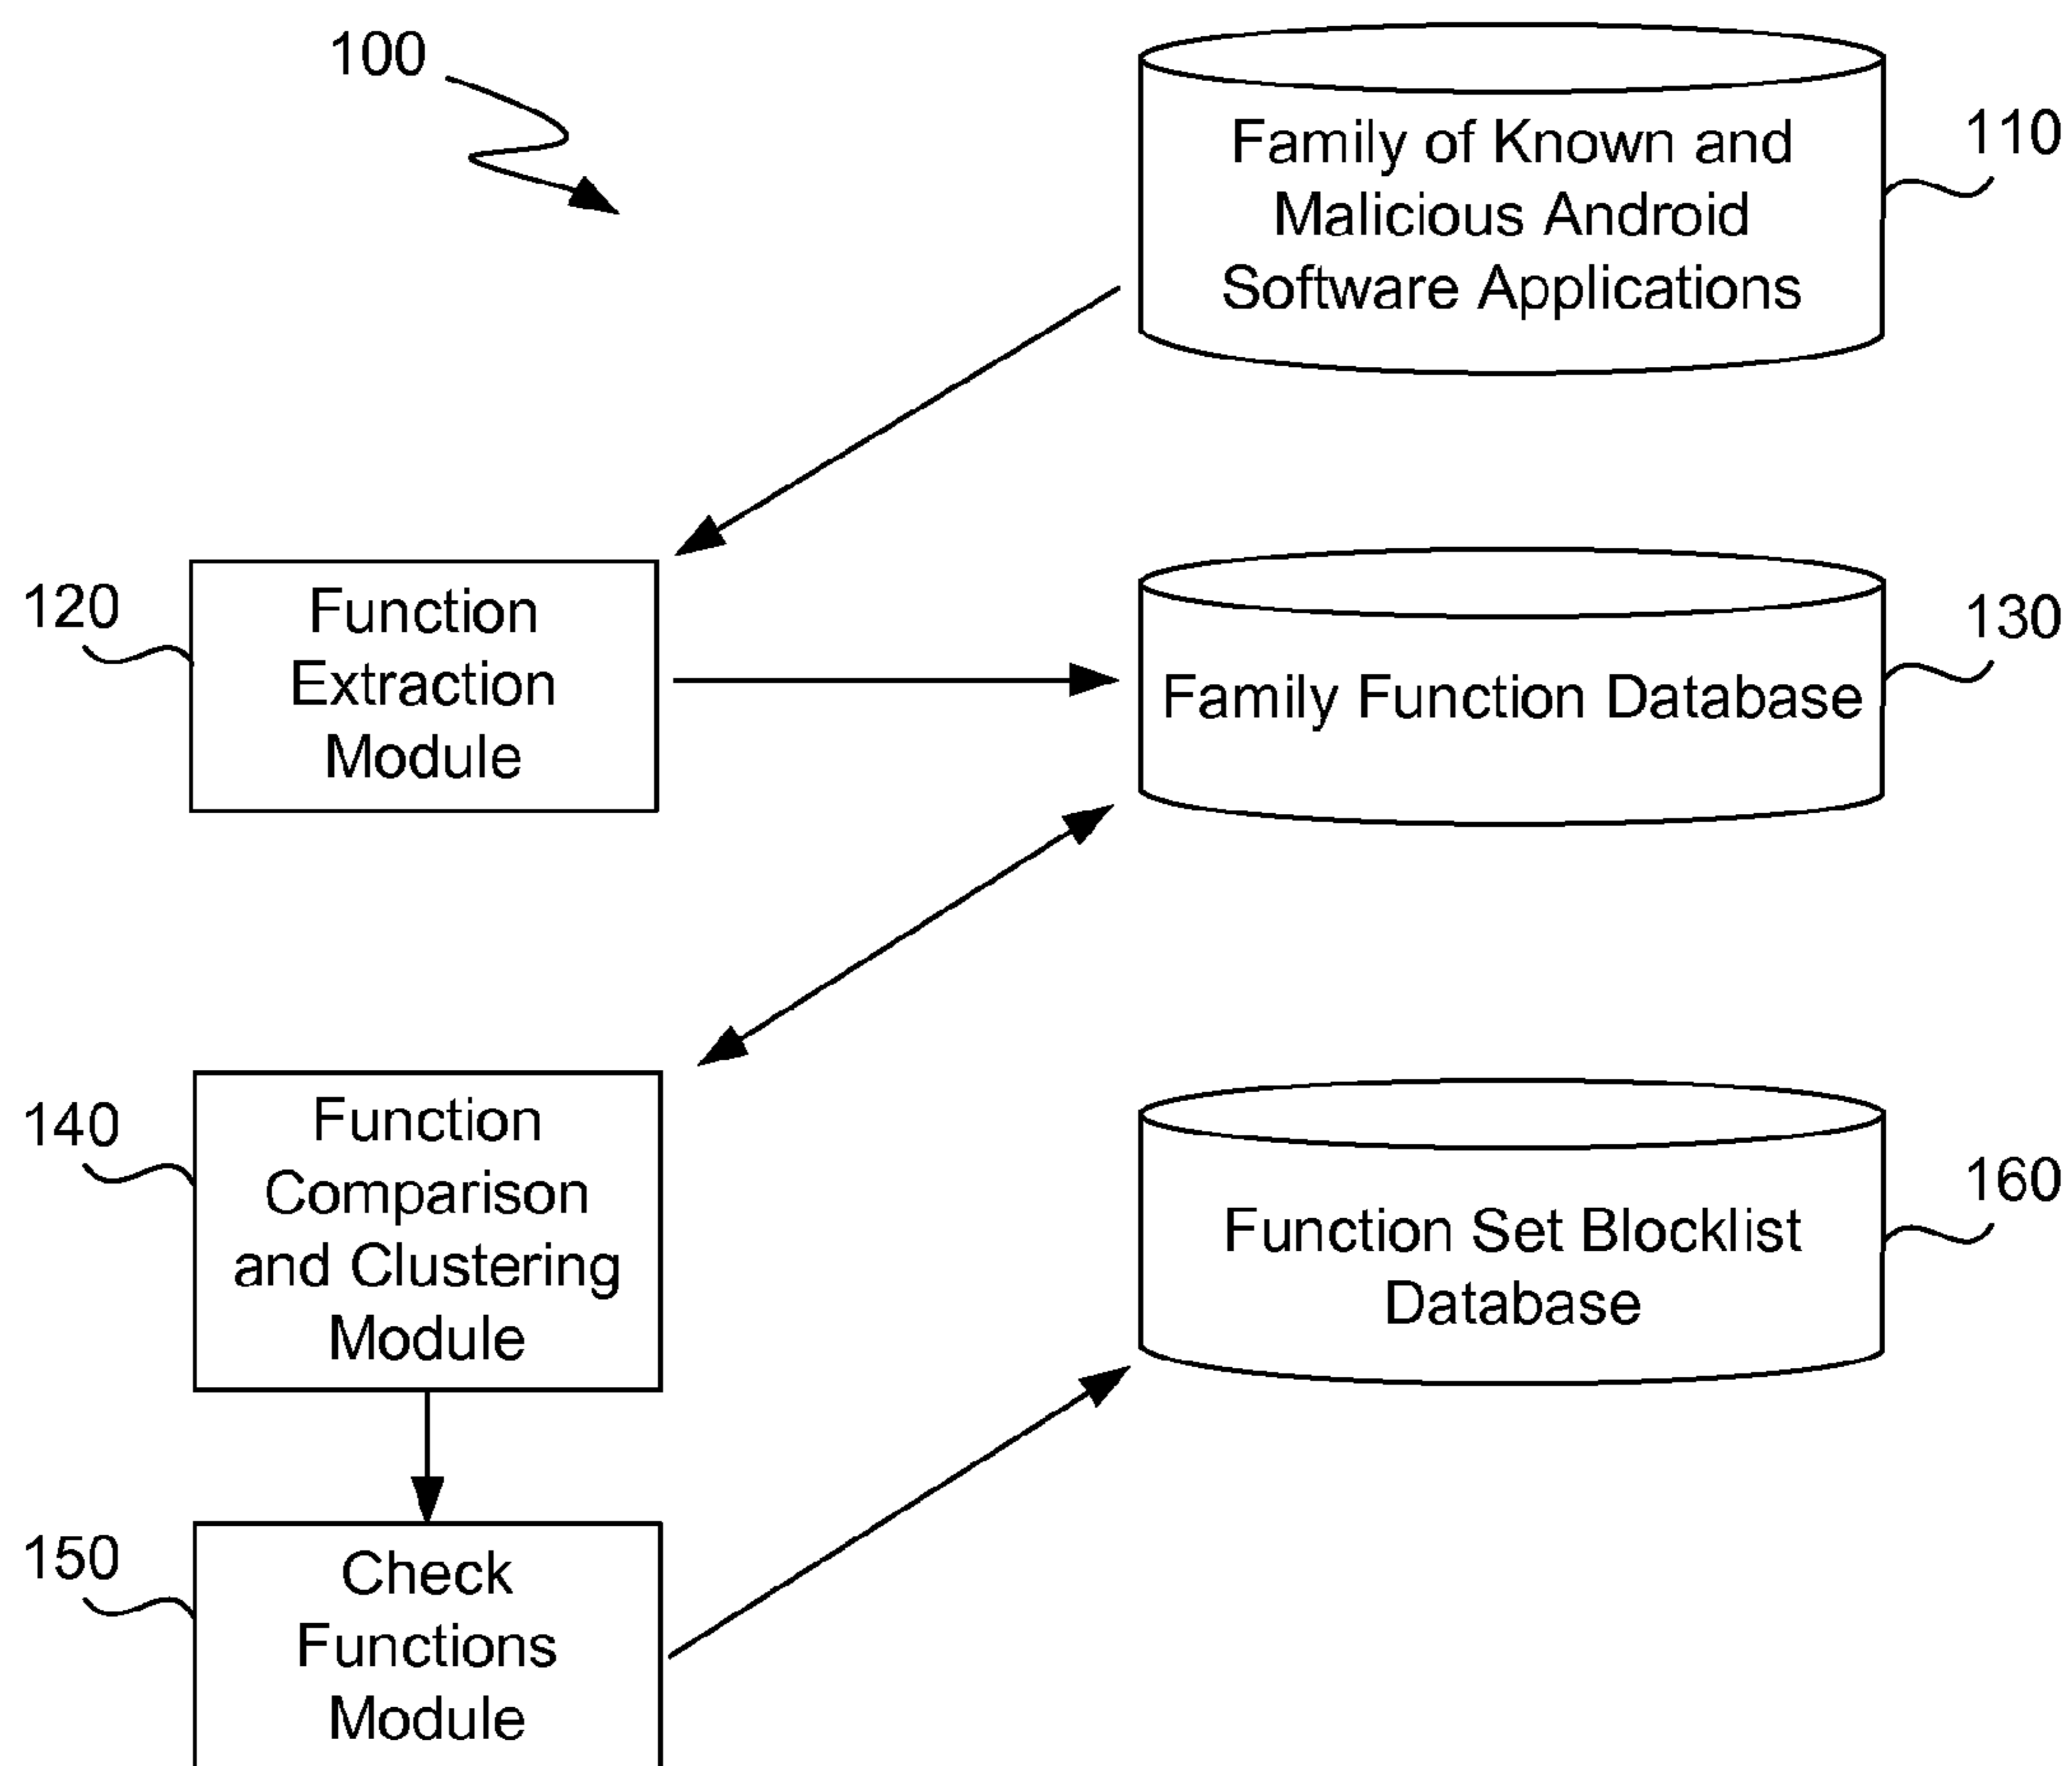 100
Family of Known and
Malicious Android
Software Applications
110
120
Function
Extraction
Module
Family Function Database
130
140
Function
Comparison
and Clustering
Module
Function Set Blocklist
Database
160
150
Check
Functions
Module